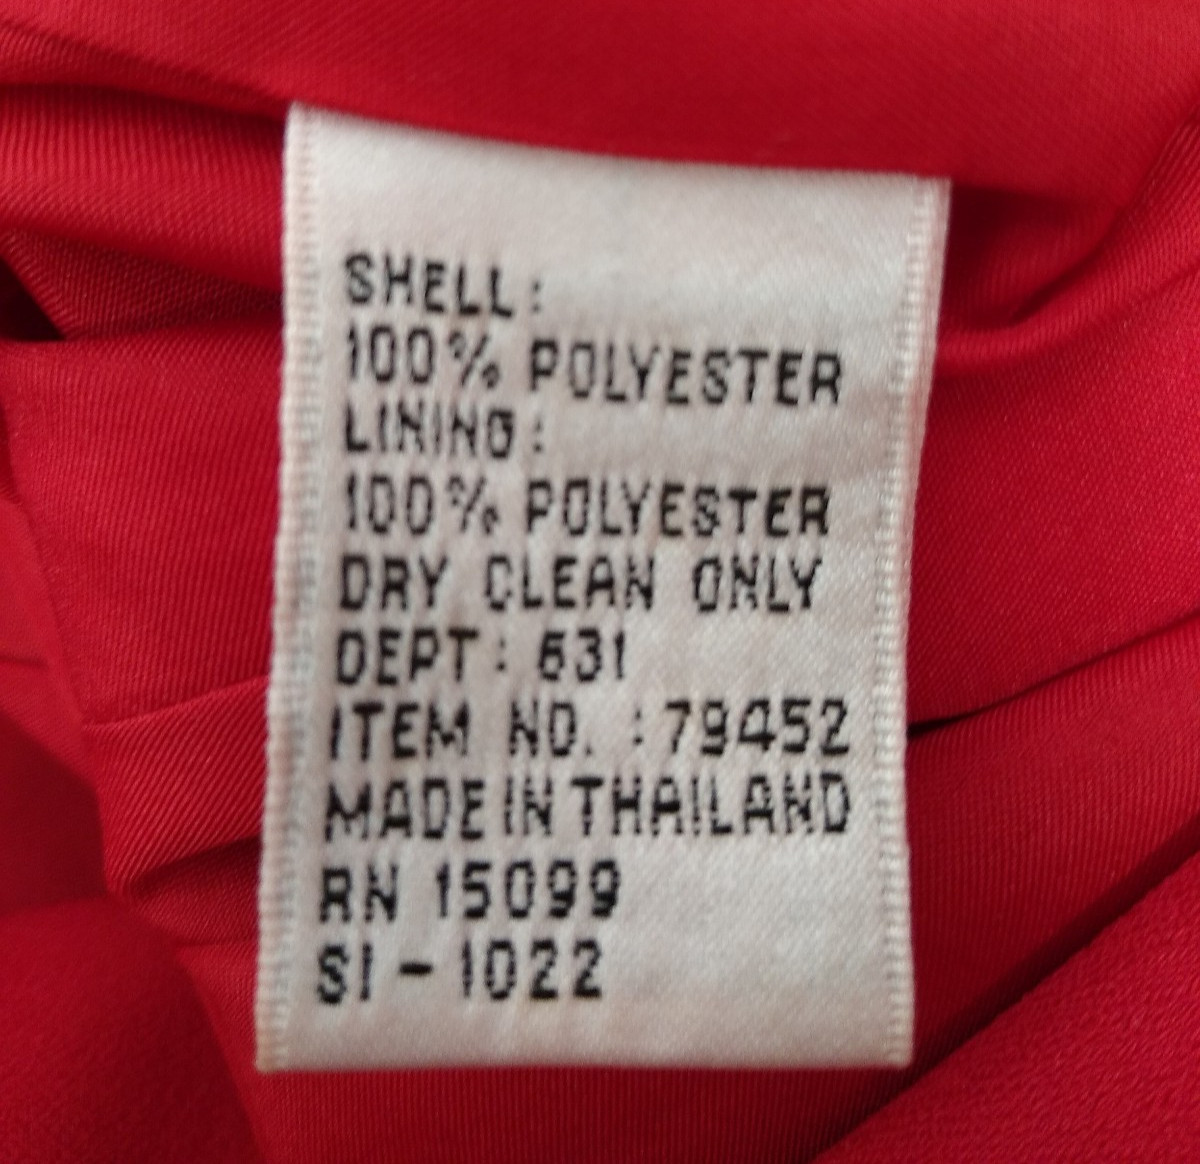 SHELL:
100% POLYESTER
LINING:
100% POLYESTER
DRY CLEAN ONLY
DEPT: 631
ITEM NO. :79452
MADE IN THAILAND
RN 15099
SI - 1022